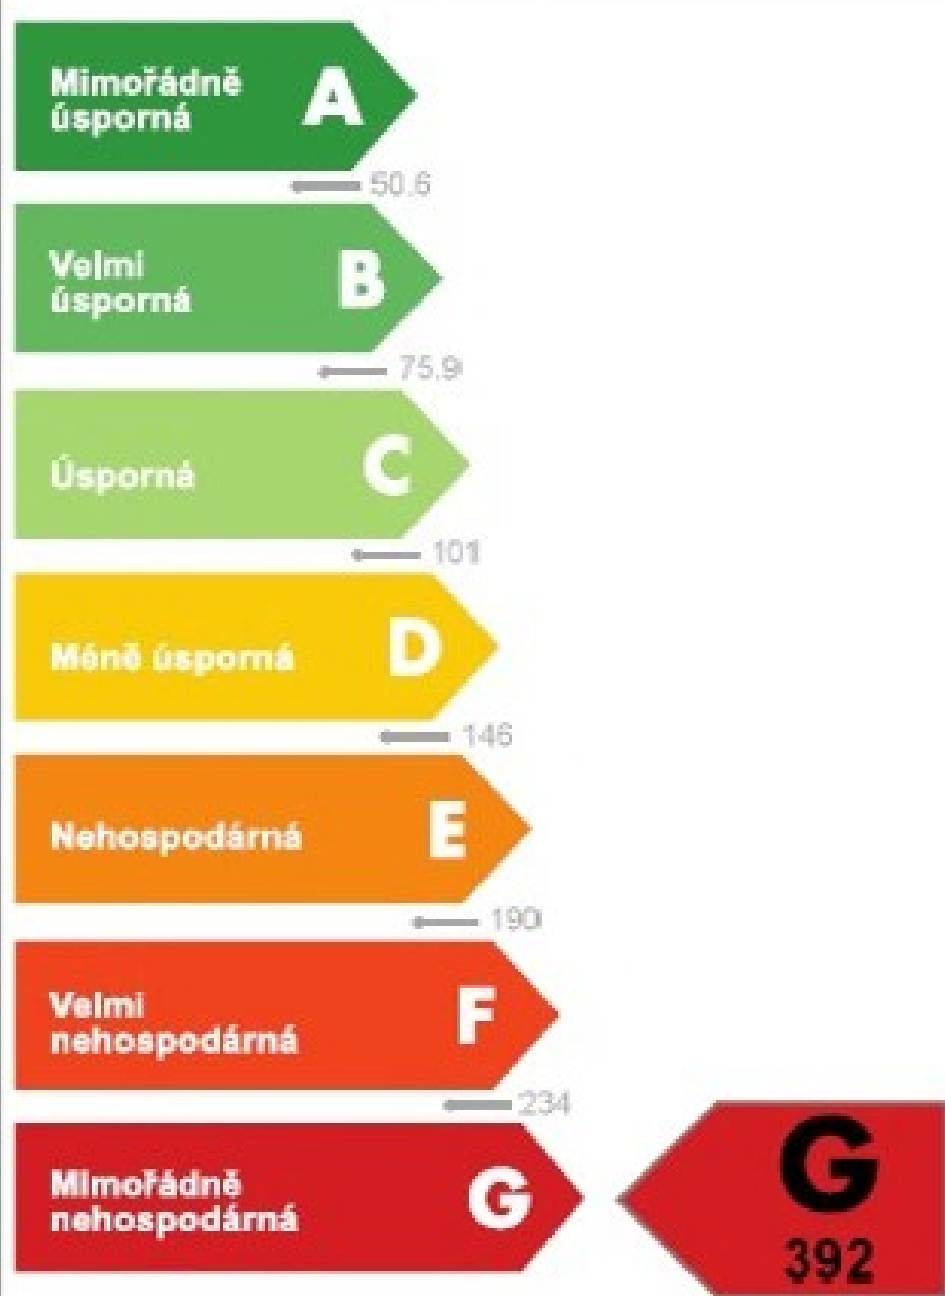 Mimořádně
úsporná
A
50.6
Velmi
úsporná
B
75,9
Úsporná
C
101
Méně úsporná
D
146
Nehospodárná
E
190
Velmi
nehospodárná
F
234
Mimořádně
nehospodárná
G
G
392